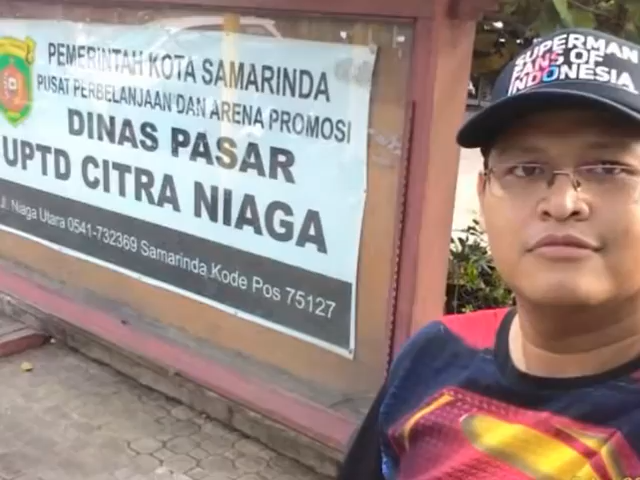 PEMERINTAH KOTA SAMARINDA
PUSAT PERBELANJAAN DAN ARENA PROMOSI
DINAS PASAR
UPTD CITRA NIAGA
Jl. Niaga Utara 0541-732369 Samarinda Kode Pos 75127
SUPERMAN
FANS OF
INDONESIA